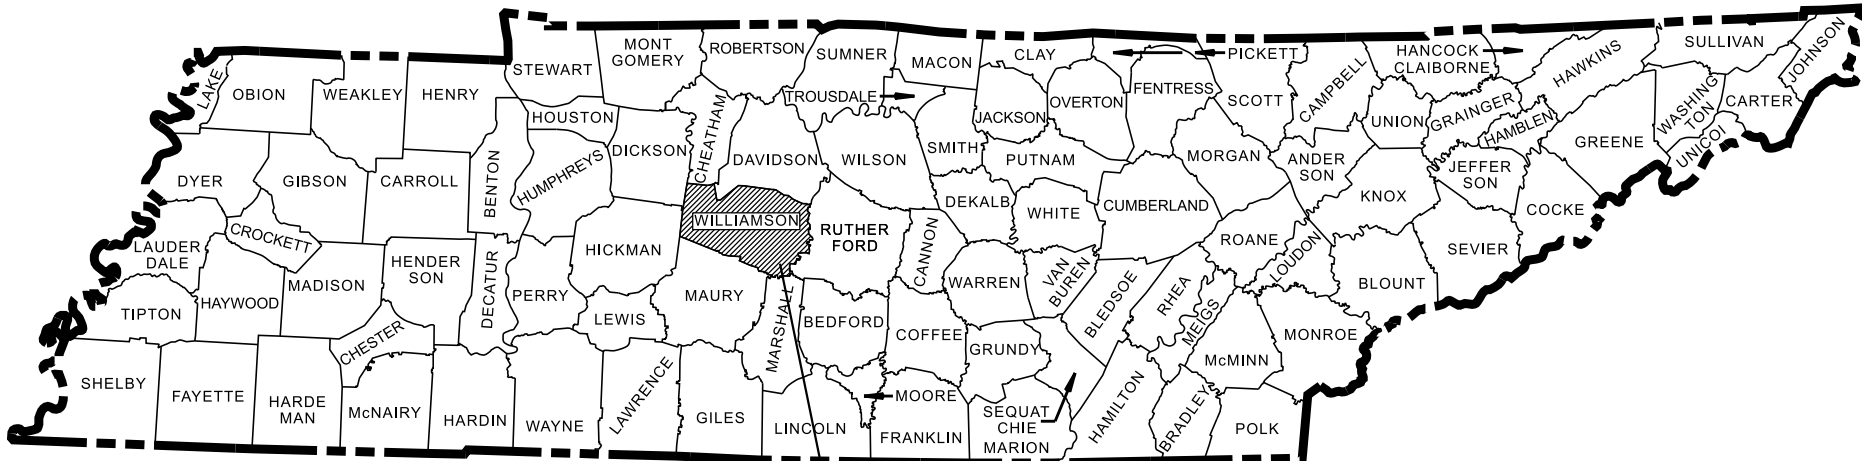 LAKE
OBION
WEAKLEY
HENRY
STEWART
MONT
GOMERY
ROBERTSON
SUMNER
MACON
CLAY
PICKETT
HANCOCK
CLAIBORNE
HAWKINS
SULLIVAN
JOHNSON
HOUSTON
DICKSON
CHEATHAM
TROUSDALE
JACKSON
OVERTON
FENTRESS
SCOTT
CAMPBELL
UNION
GRAINGER
HAMBLEN
WASHING
TON
CARTER
UNICOI
GREENE
DYER
GIBSON
CARROLL
BENTON
HUMPHREYS
DAVIDSON
WILSON
SMITH
PUTNAM
MORGAN
ANDER
SON
KNOX
JEFFER
SON
COCKE
LAUDER
DALE
CROCKETT
MADISON
HENDER
SON
DECATUR
PERRY
HICKMAN
WILLIAMSON
RUTHER
FORD
CANNON
DEKALB
WHITE
CUMBERLAND
ROANE
LOUDON
BLOUNT
SEVIER
TIPTON
HAYWOOD
CHESTER
LEWIS
MAURY
MARSHALL
BEDFORD
COFFEE
WARREN
VAN
BUREN
BLEDSOE
RHEA
MEIGS
McMINN
MONROE
SHELBY
FAYETTE
HARDE
MAN
McNAIRY
HARDIN
WAYNE
LAWRENCE
GILES
LINCOLN
MOORE
FRANKLIN
GRUNDY
SEQUAT
CHIE
MARION
HAMILTON
BRADLEY
POLK